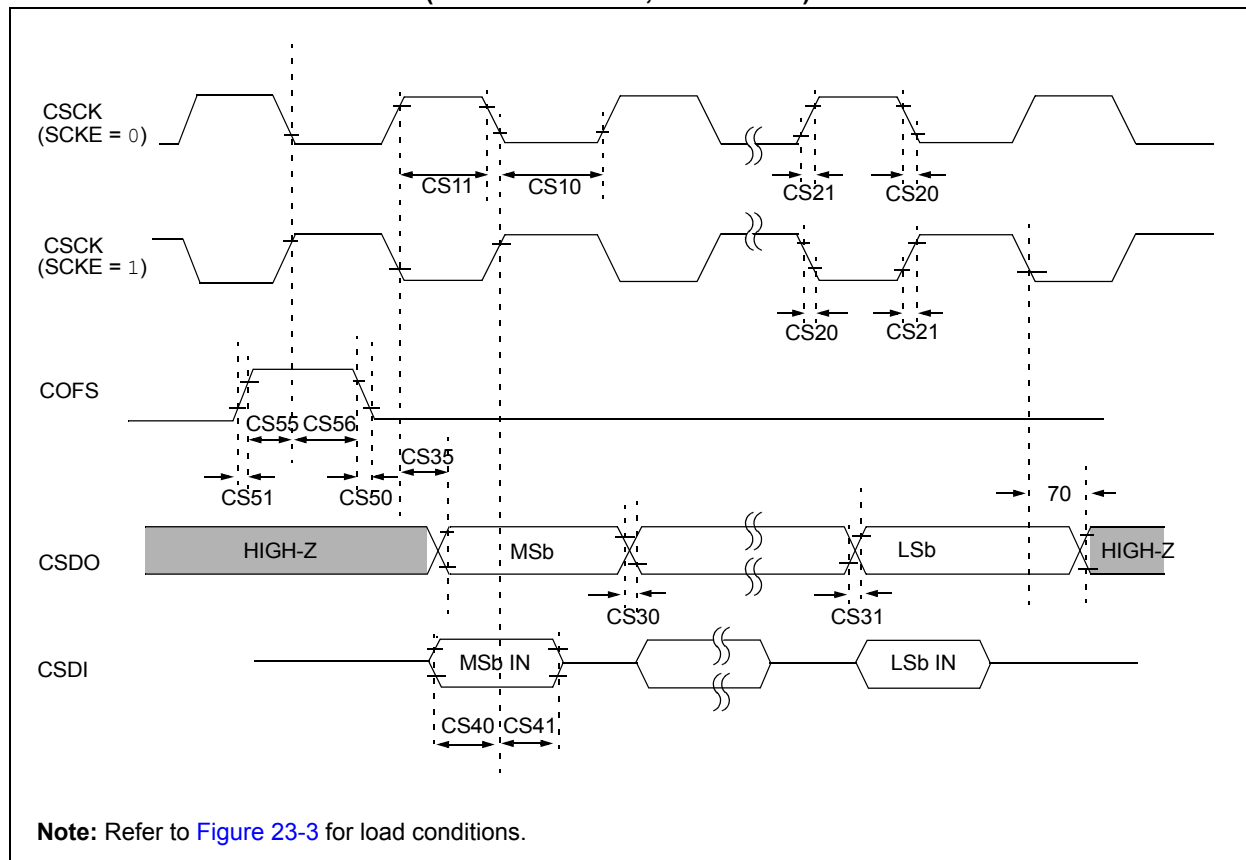 CSCK
(SCKE = 0)
CS11
CS10
CS21
CS20
CSCK
(SCKE = 1)
CS20
CS21
COFS
CS55
CS56
CS35
CS51
CS50
70
CSDO
HIGH-Z
MSb
LSb
HIGH-Z
CS30
CS31
CSDI
MSb IN
LSb IN
CS40
CS41
Note: Refer to Figure 23-3 for load conditions.